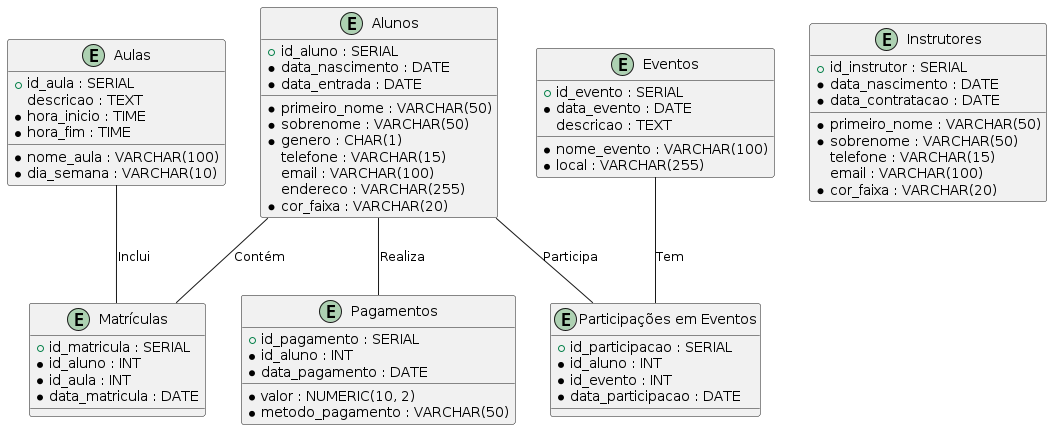 E Alunos
id_aluno : SERIAL
data_nascimento : DATE
data_entrada : DATE
primeiro_nome : VARCHAR(50)
sobrenome : VARCHAR(50)
genero : CHAR(1)
telefone : VARCHAR(15)
email : VARCHAR(100)
endereco : VARCHAR(255)
cor_faixa : VARCHAR(20)
E Aulas
id_aula : SERIAL
descricao : TEXT
hora_inicio : TIME
hora_fim : TIME
nome_aula : VARCHAR(100)
dia_semana : VARCHAR(10)
E Eventos
id_evento : SERIAL
data_evento : DATE
descricao : TEXT
nome_evento : VARCHAR(100)
local : VARCHAR(255)
E Instrutores
id_instrutor : SERIAL
data_nascimento : DATE
data_contratacao : DATE
primeiro_nome : VARCHAR(50)
sobrenome : VARCHAR(50)
telefone : VARCHAR(15)
email : VARCHAR(100)
cor_faixa : VARCHAR(20)
Inclui
Contém
Realiza
Participa
Tem
E Matrículas
id_matricula : SERIAL
id_aluno : INT
id_aula : INT
data_matricula : DATE
E Pagamentos
id_pagamento : SERIAL
id_aluno : INT
data_pagamento : DATE
valor : NUMERIC(10, 2)
metodo_pagamento : VARCHAR(50)
E Participações em Eventos
id_participacao : SERIAL
id_aluno : INT
id_evento : INT
data_participacao : DATE